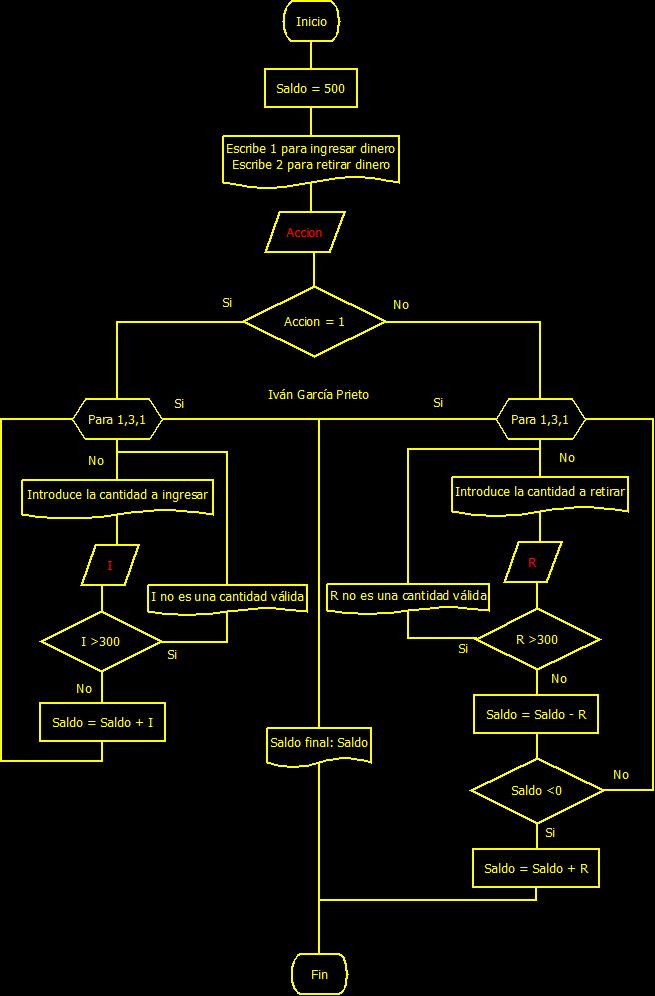 Inicio
Saldo = 500
Escribe 1 para ingresar dinero
Escribe 2 para retirar dinero
Accion
Si
No
Accion = 1
Iván García Prieto
Para 1,3,1
Si
Si
Para 1,3,1
No
No
Introduce la cantidad a ingresar
Introduce la cantidad a retirar
I
R
I no es una cantidad válida
R no es una cantidad válida
I >300
Si
Si
R >300
No
No
Saldo = Saldo + I
Saldo = Saldo - R
Saldo final: Saldo
Saldo <0
No
Si
Saldo = Saldo + R
Fin